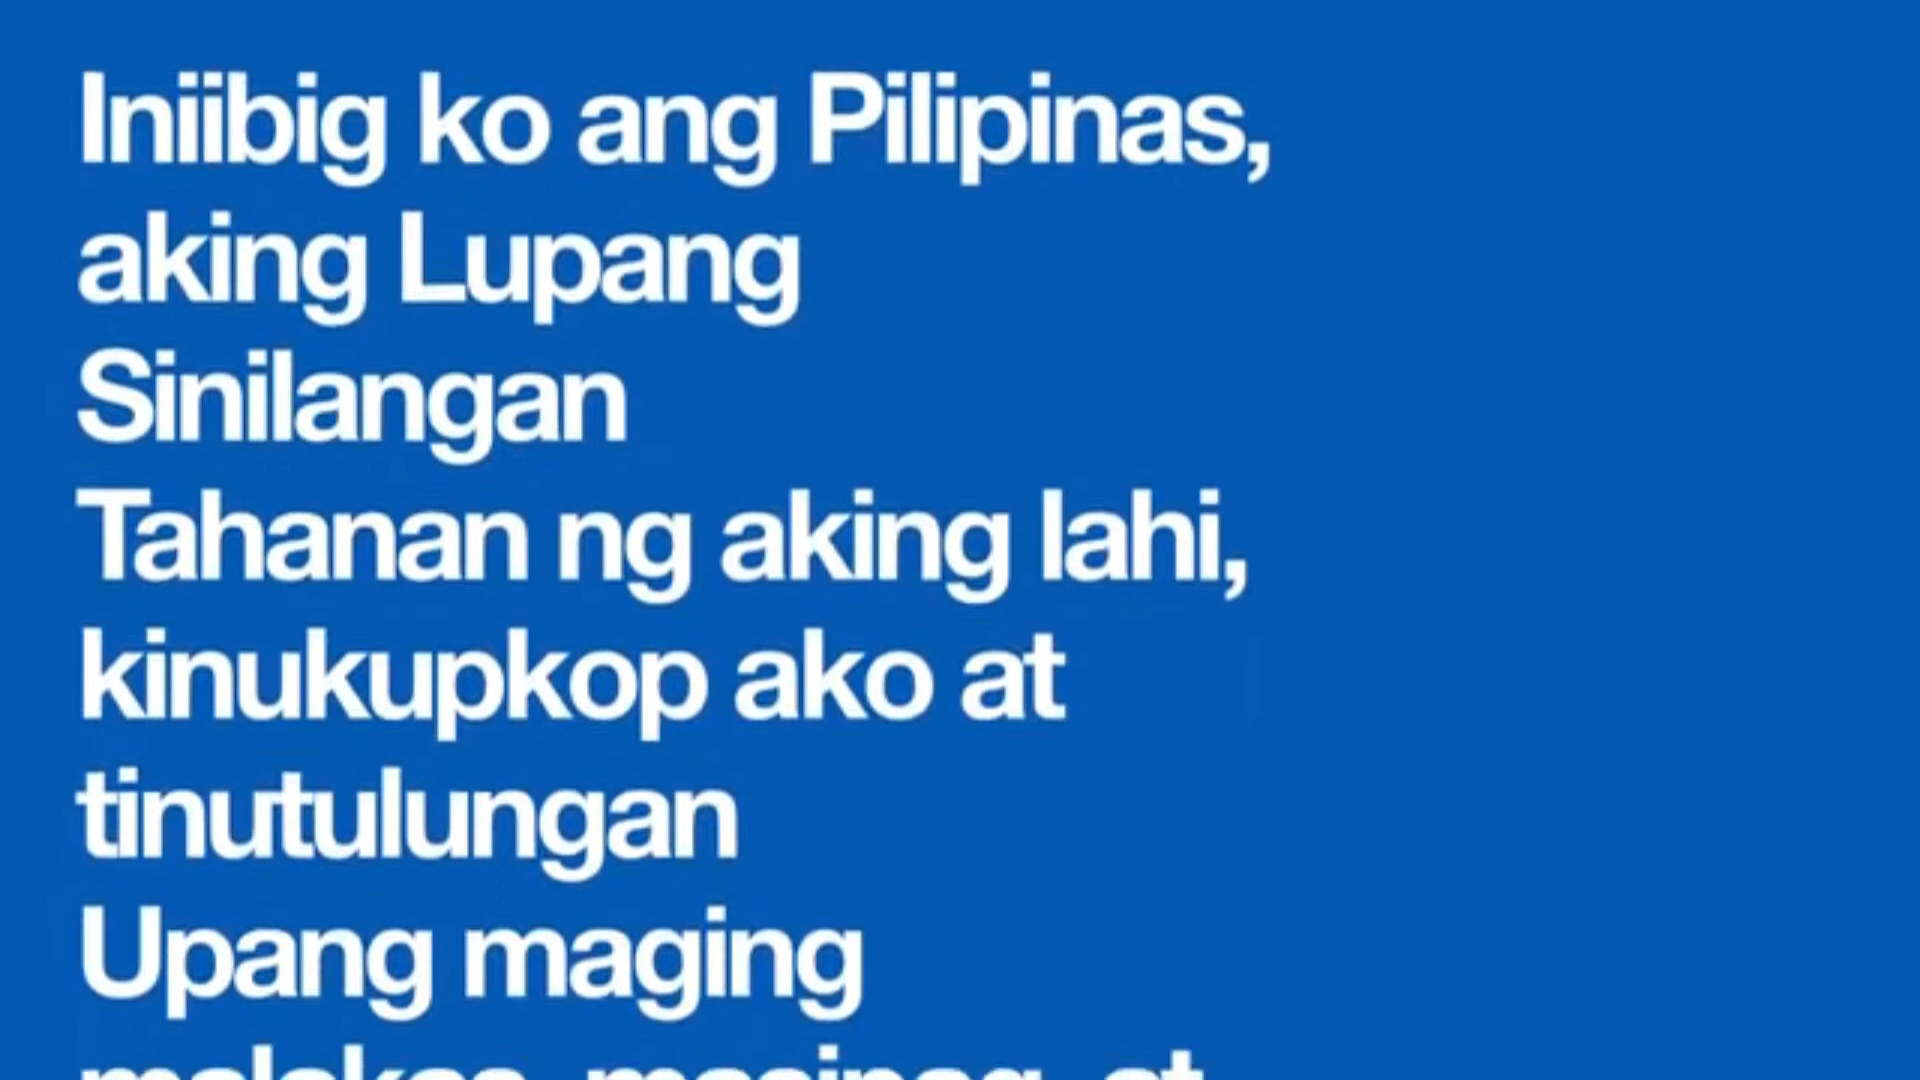 Iniibig ko ang Pilipinas,
aking Lupang
Sinilangan
Tahanan ng aking lahi,
kinukupkop ako at
tinutulungan
Upang maging
malakas, masipag, at